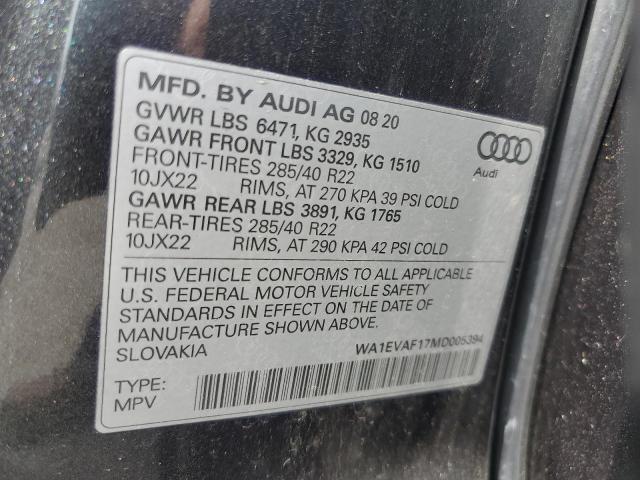 MFD. BY AUDI AG 08 20
GVWR LBS 6471, KG 2935
GAWR FRONT LBS 3329, KG 1510
FRONT-TIRES 285/40 R22
10JX22 RIMS, AT 270 KPA 39 PSI COLD
GAWR REAR LBS 3891, KG 1765
REAR-TIRES 285/40 R22
10JX22 RIMS, AT 290 KPA 42 PSI COLD
Audi
THIS VEHICLE CONFORMS TO ALL APPLICABLE
U.S. FEDERAL MOTOR VEHICLE SAFETY
STANDARDS IN EFFECT ON THE DATE OF
MANUFACTURE SHOWN ABOVE.
SLOVAKIA
WA1EVAF17MD005394
TYPE:
MPV